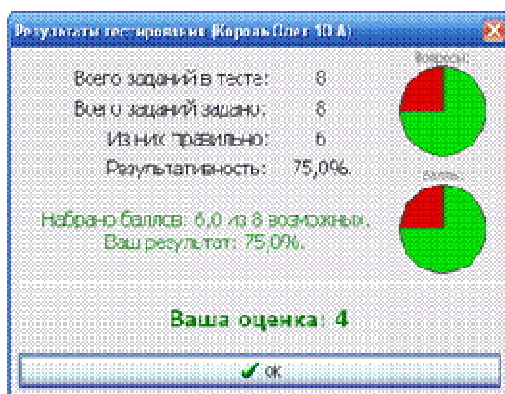 Результаты тестирования (Король Олег 10 А)
Вопросы:
Всего заданий в тесте: 8
Всего заданий задано: 8
Из них правильно: 6
Результативность: 75,0%.
Баллы:
Набрано баллов: 6,0 из 8 возможных.
Ваш результат: 75,0%.
Ваша оценка: 4
OK